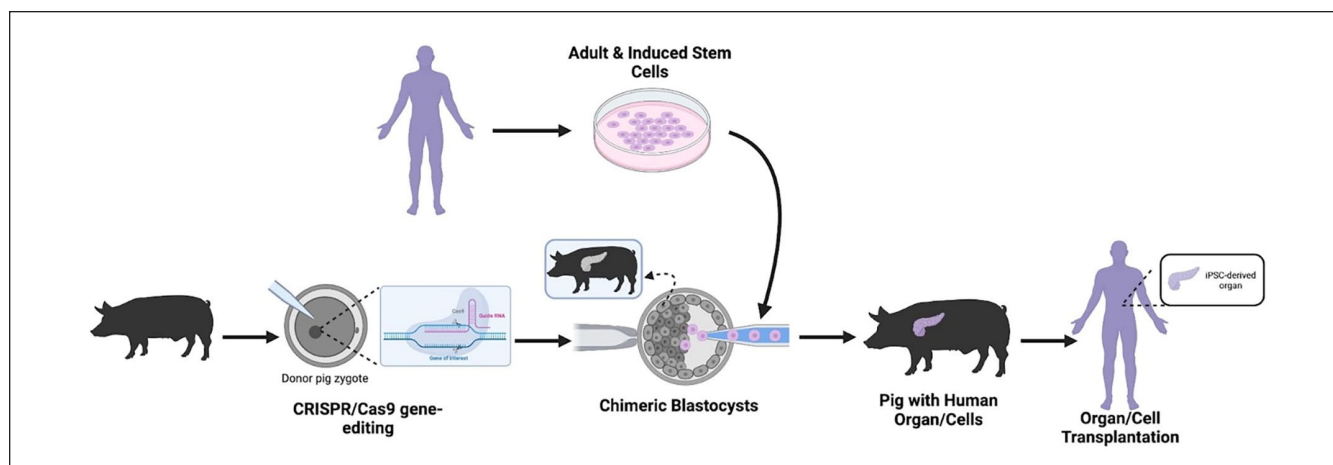 Adult & Induced Stem
Cells
Cas9
Guide RNA
Gene of interest
Donor pig zygote
CRISPR/Cas9 gene-
editing
Chimeric Blastocysts
Pig with Human
Organ/Cells
iPSC-derived
organ
Organ/Cell
Transplantation